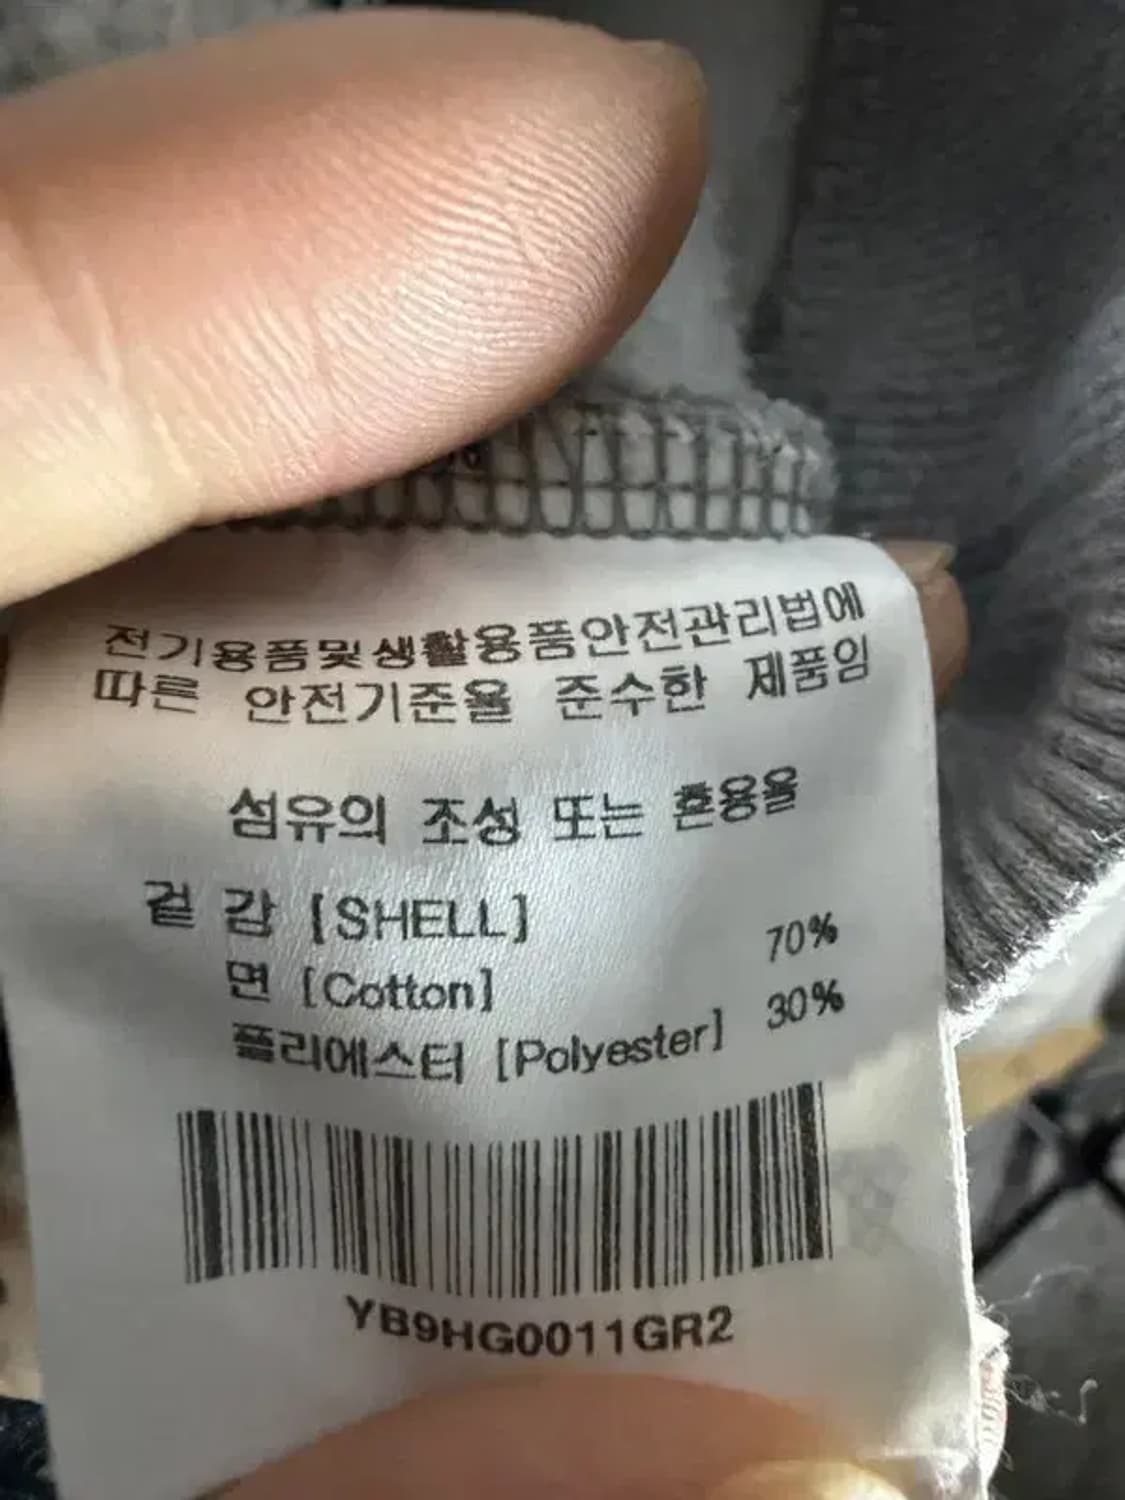 전기용품및생활용품안전관리법에
따른 안전기준율 준수한 제품임
섬유의 조성 또는 혼용율
겉 감 [SHELL]
면 [Cotton] 70%
폴리에스터 [Polyester] 30%
YB9HG0011GR2